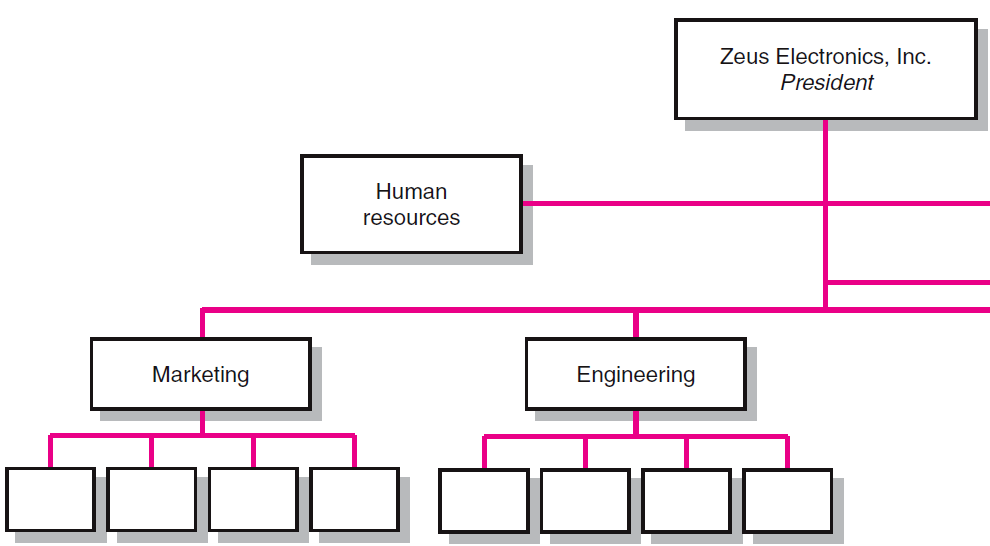 Zeus Electronics, Inc.
President
Human
resources
Marketing
Engineering